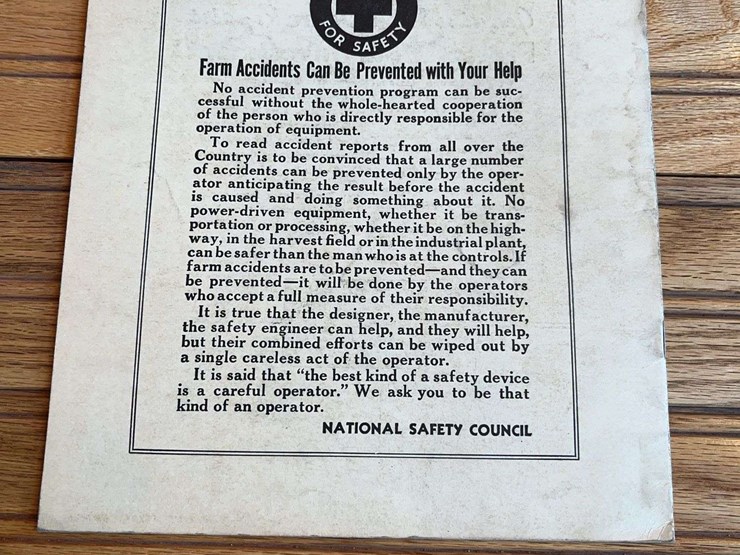 FOR SAFETY
Farm Accidents Can Be Prevented with Your Help
No accident prevention program can be suc-
cessful without the whole-hearted cooperation
of the person who is directly responsible for the
operation of equipment.
To read accident reports from all over the
Country is to be convinced that a large number
of accidents can be prevented only by the oper-
ator anticipating the result before the accident
is caused and doing something about it. No
power-driven equipment, whether it be trans-
portation or processing, whether it be on the high-
way, in the harvest field or in the industrial plant,
can be safer than the man who is at the controls. If
farm accidents are to be prevented—and they can
be prevented—it will be done by the operators
who accept a full measure of their responsibility.
It is true that the designer, the manufacturer,
the safety engineer can help, and they will help,
but their combined efforts can be wiped out by
a single careless act of the operator.
It is said that “the best kind of a safety device
is a careful operator.” We ask you to be that
kind of an operator.
NATIONAL SAFETY COUNCIL